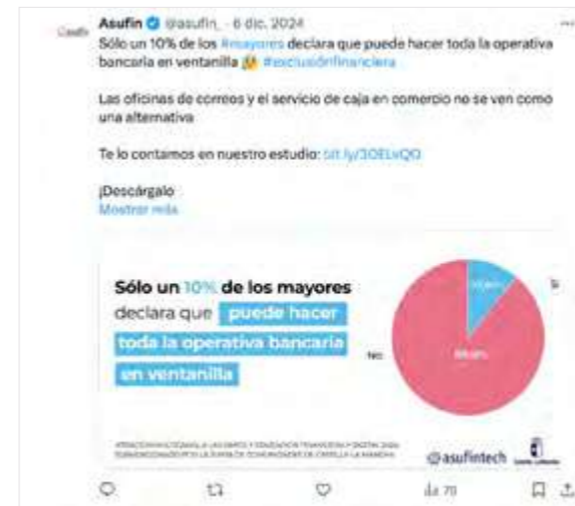 Asufin @asufin_ · 6 dic. 2024
Sólo un 10% de los #mayores declara que puede hacer toda la operativa
bancaria en ventanilla #exclusiónfinanciera
Las oficinas de correos y el servicio de caja en comercio no se ven como
una alternativa
Te lo contamos en nuestro estudio:
¡Descárgalo
Mostrar más
Sólo un 10% de los mayores
declara que puede hacer
toda la operativa bancaria
en ventanilla
No
@asufintech
70